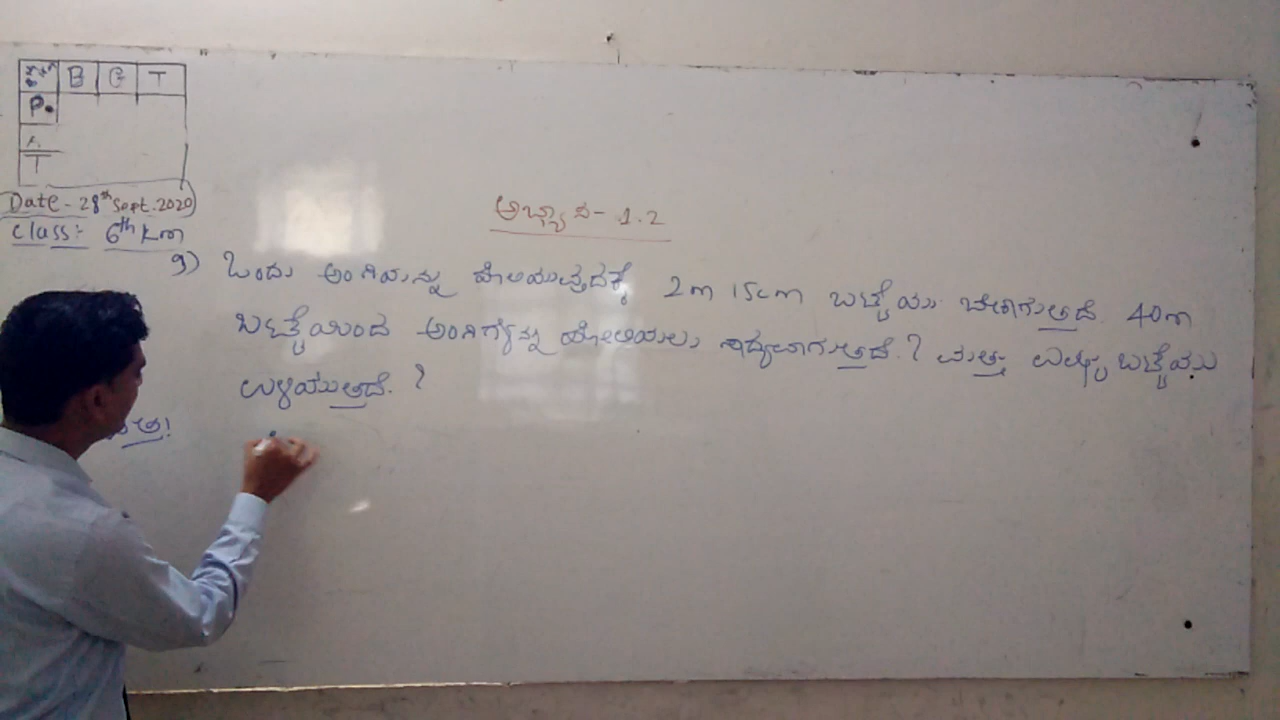 B G T
P.
A.
T
Date - 28th Sept. 2020
class:- 6th Km
ಅಭ್ಯಾಸ - 1.2
9) ಒಂದು ಅಂಗಿಯನ್ನು ಹೊಲಿಯುವುದಕ್ಕೆ 2m 15cm ಬಟ್ಟೆಯು ಬೇಕಾಗುತ್ತದೆ. 40m
ಬಟ್ಟೆಯಿಂದ ಅಂಗಿಗಳನ್ನು ಹೊಲಿಯಲು ಸಾಧ್ಯವಾಗುತ್ತದೆ.? ಮತ್ತು ಎಷ್ಟು ಬಟ್ಟೆಯು
ಉಳಿಯುತ್ತದೆ. ?